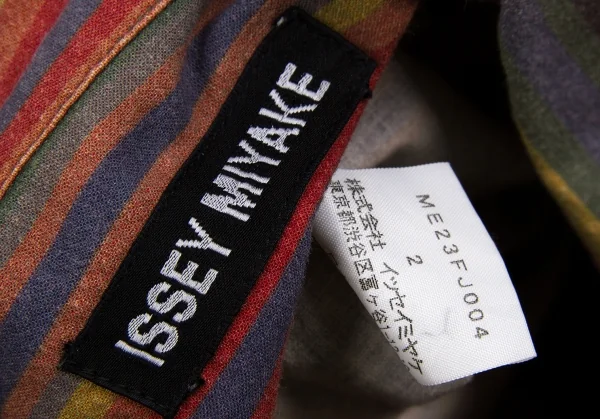 ISSEY MIYAKE
ME23FJ004
2
株式会社 イッセイミヤケ
東京都渋谷区富ヶ谷1